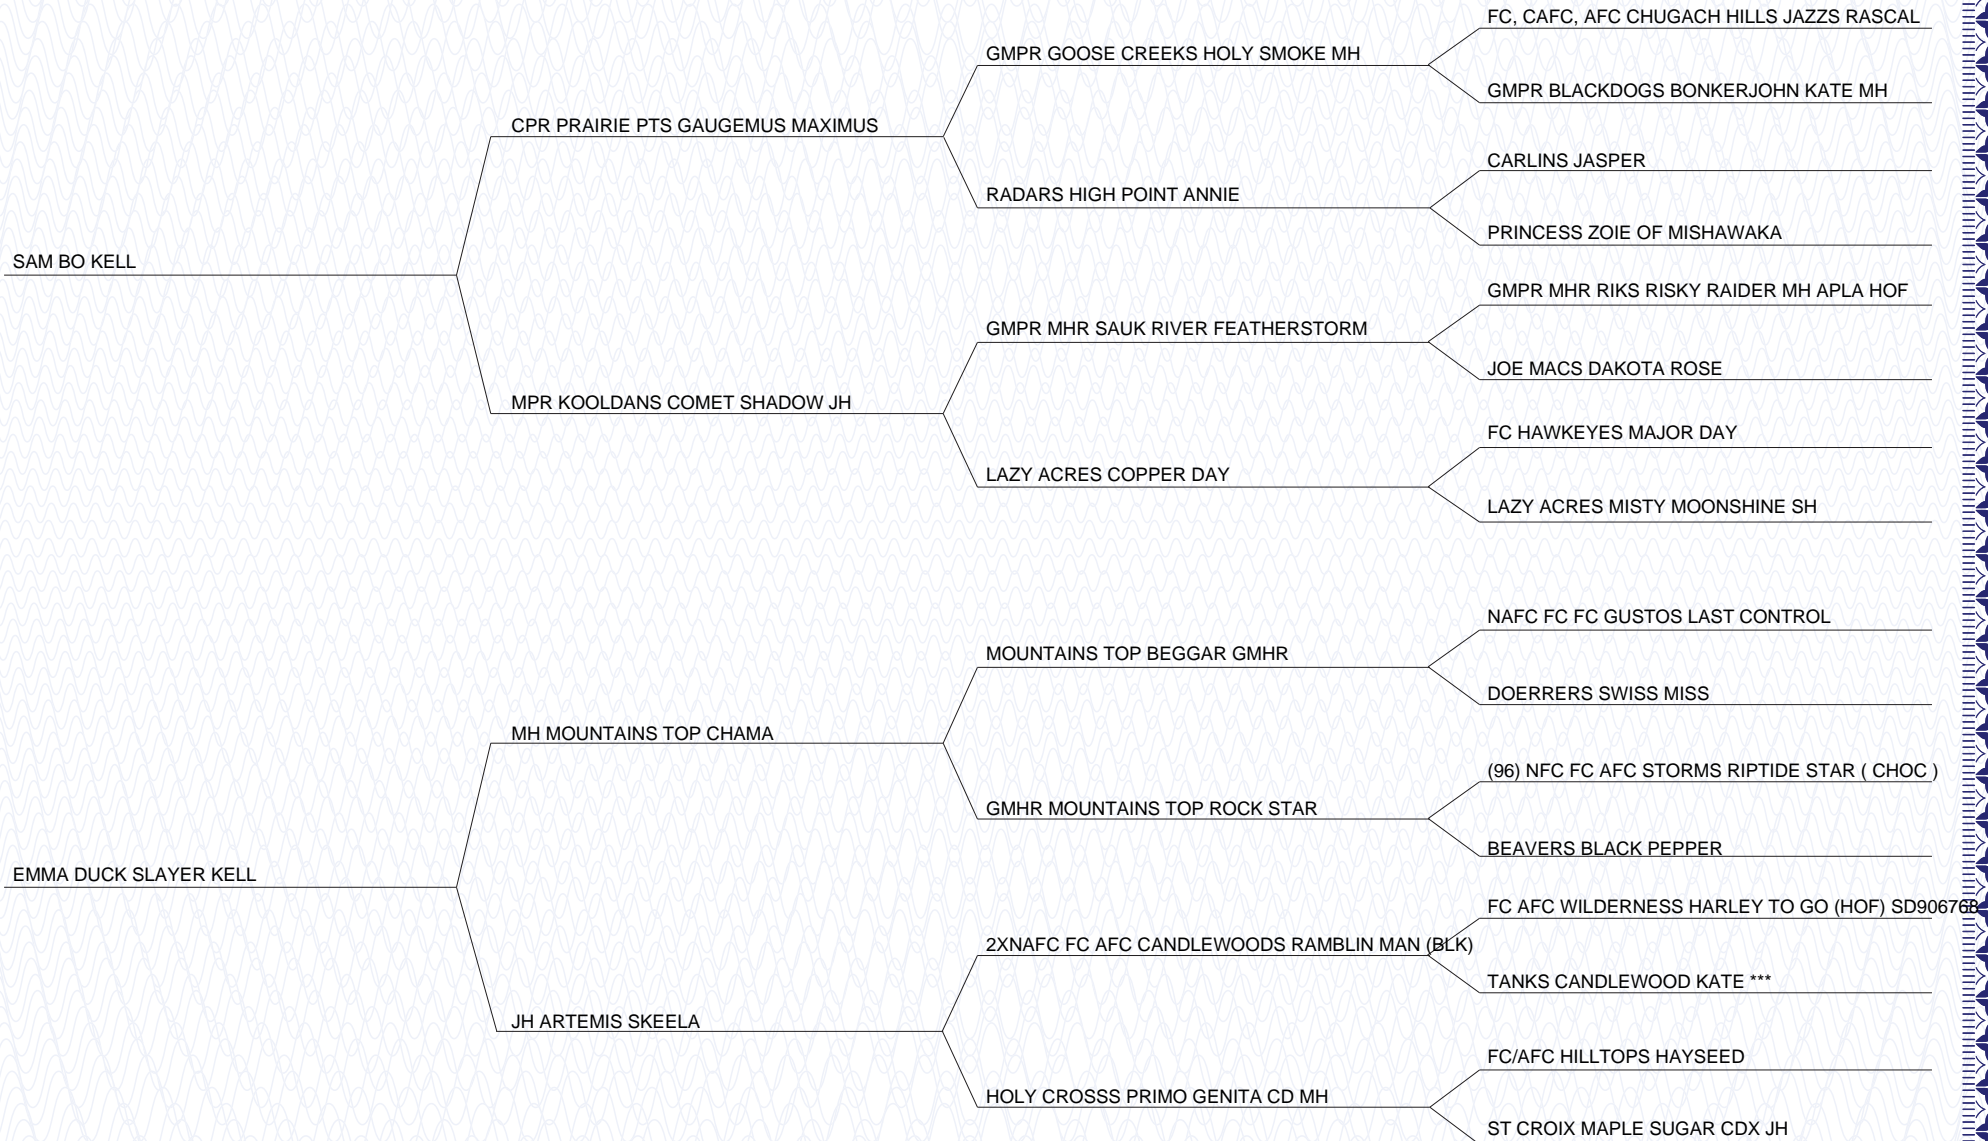 FC, CAFC, AFC CHUGACH HILLS JAZZS RASCAL
GMPR GOOSE CREEKS HOLY SMOKE MH
GMPR BLACKDOGS BONKERJOHN KATE MH
CPR PRAIRIE PTS GAUGEMUS MAXIMUS
CARLINS JASPER
RADARS HIGH POINT ANNIE
PRINCESS ZOIE OF MISHAWAKA
SAM BO KELL
GMPR MHR RIKS RISKY RAIDER MH APLA HOF
GMPR MHR SAUK RIVER FEATHERSTORM
JOE MACS DAKOTA ROSE
MPR KOOLDANS COMET SHADOW JH
FC HAWKEYES MAJOR DAY
LAZY ACRES COPPER DAY
LAZY ACRES MISTY MOONSHINE SH
NAFC FC FC GUSTOS LAST CONTROL
MOUNTAINS TOP BEGGAR GMHR
DOERRERS SWISS MISS
MH MOUNTAINS TOP CHAMA
(96) NFC FC AFC STORMS RIPTIDE STAR ( CHOC )
GMHR MOUNTAINS TOP ROCK STAR
BEAVERS BLACK PEPPER
EMMA DUCK SLAYER KELL
FC AFC WILDERNESS HARLEY TO GO (HOF)
2XNAFC FC AFC CANDLEWOODS RAMBLIN MAN (BLK)
TANKS CANDLEWOOD KATE ***
JH ARTEMIS SKEELA
FC/AFC HILLTOPS HAYSEED
HOLY CROSSS PRIMO GENITA CD MH
ST CROIX MAPLE SUGAR CDX JH